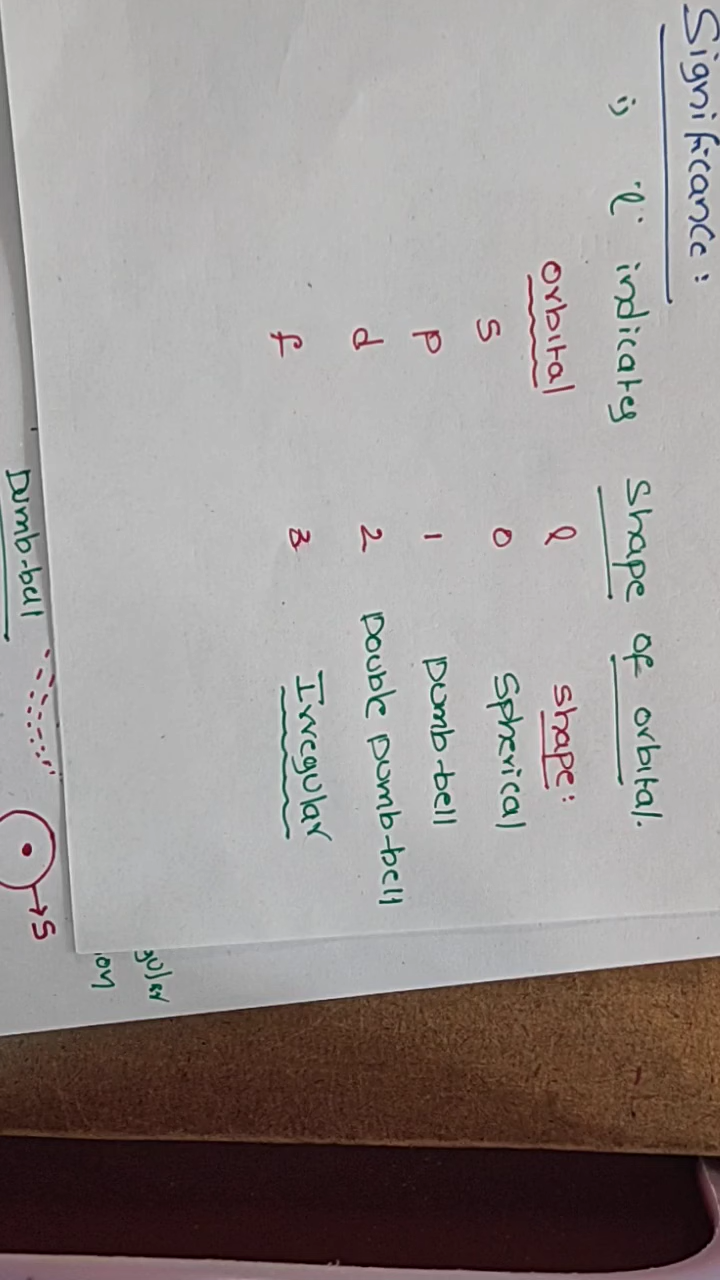 Significance:
i) 'l' indicates Shape of orbital.
orbital l shape:
S 0 Spherical
p 1 Dumb-bell
d 2 Double Dumb-bell
f 3 Irregular
Dumb-bell
S